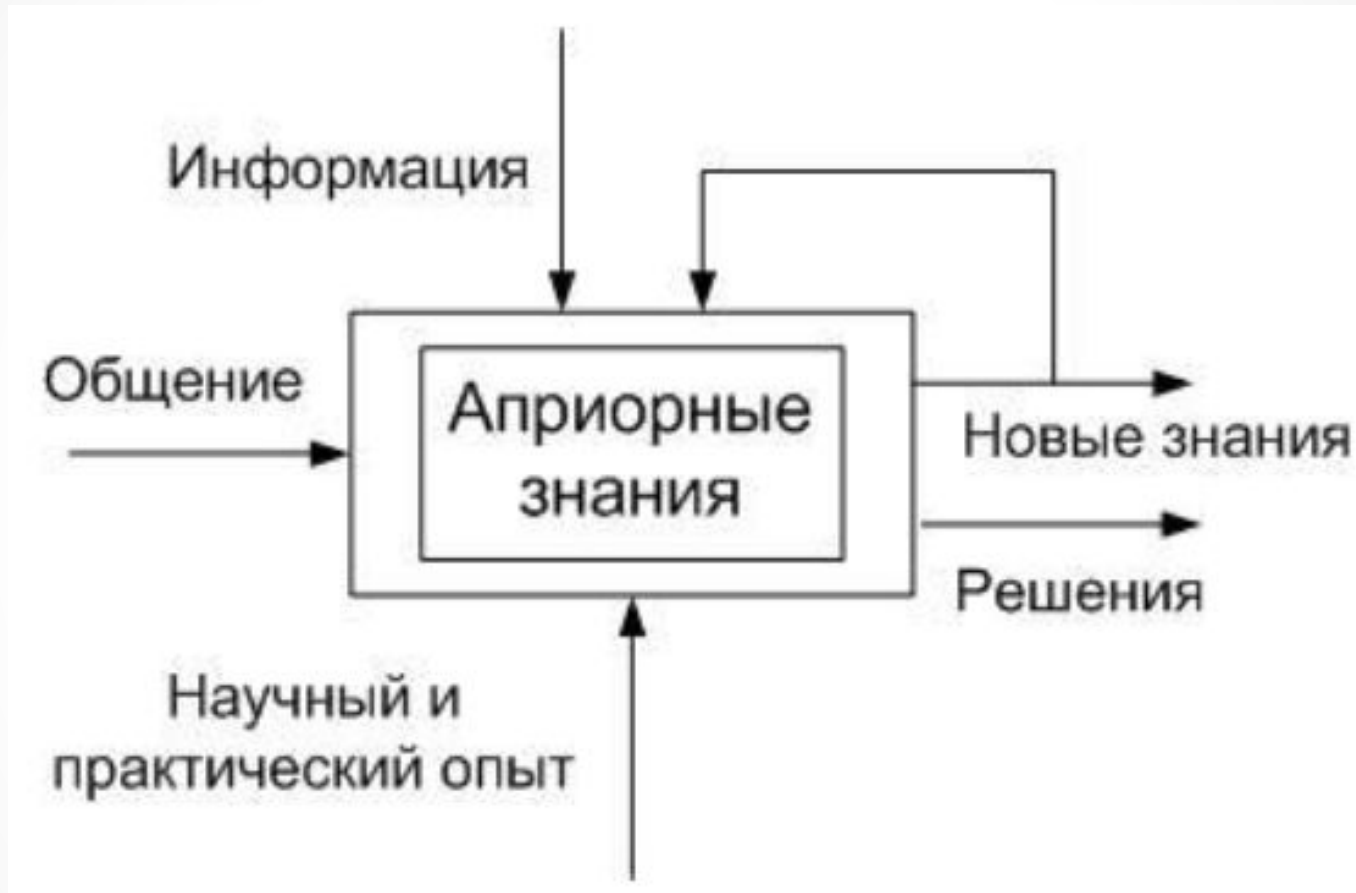 Информация
Общение
Априорные
знания
Новые знания
Решения
Научный и
практический опыт